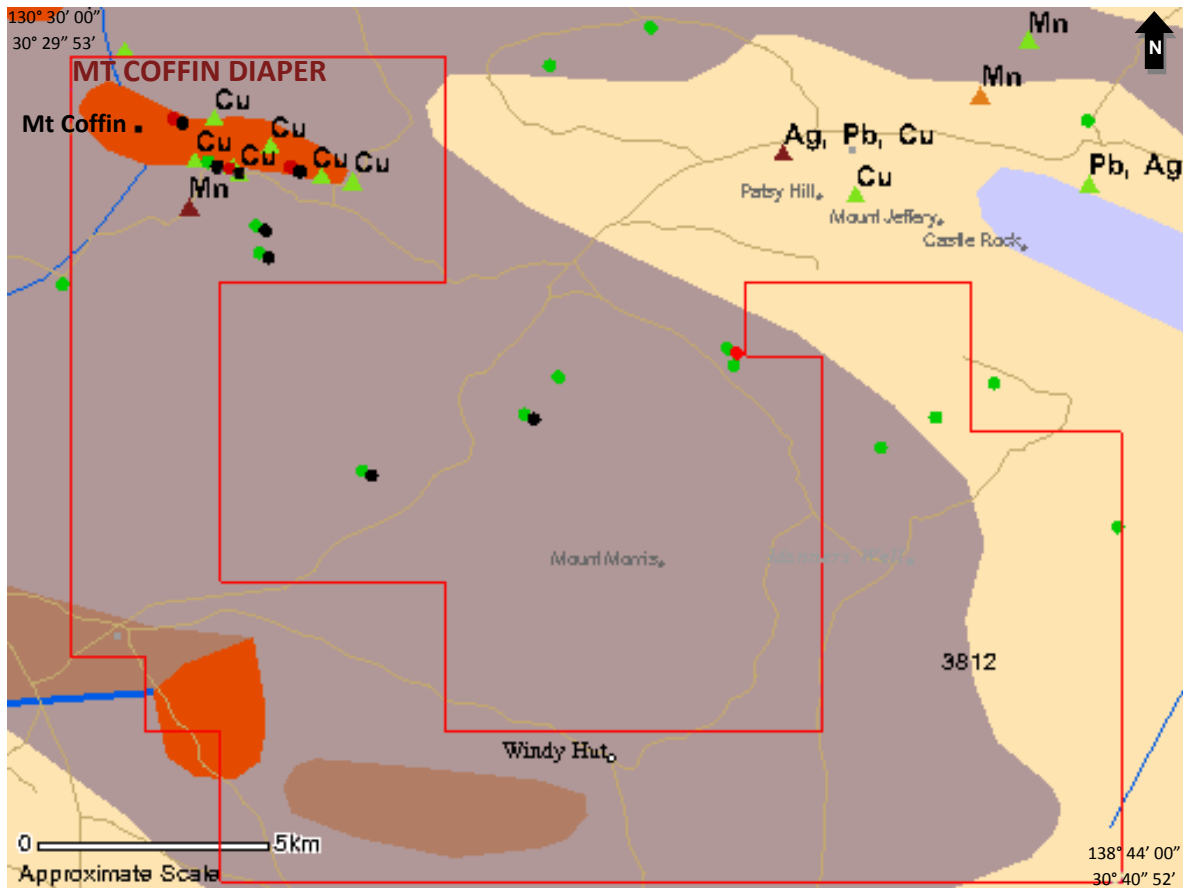 130° 30' 00"
30° 29" 53'
N
MT COFFIN DIAPER
Mt Coffin
Cu
Cu
Cu
Cu
Cu
Cu
Mn
Mn
Mn
Ag, Pb, Cu
Cu
Pb, Ag
Patsy Hill
Mount Jeffery
Castle Rock
Mount Morris
3812
Windy Hut
0 5km
Approximate Scale
138° 44' 00"
30° 40" 52'